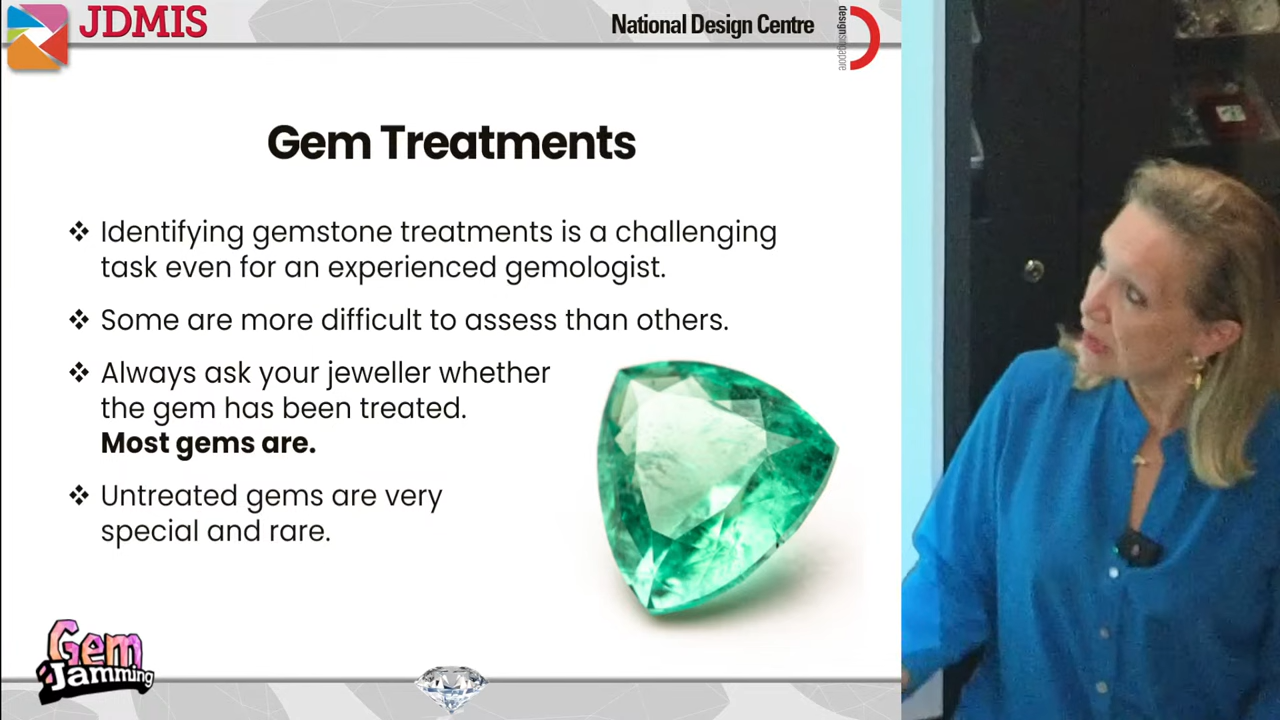 JDMIS
National Design Centre
designsingapore
Gem Treatments
❖ Identifying gemstone treatments is a challenging
task even for an experienced gemologist.
❖ Some are more difficult to assess than others.
❖ Always ask your jeweller whether
the gem has been treated.
Most gems are.
❖ Untreated gems are very
special and rare.
Gem
Jamming